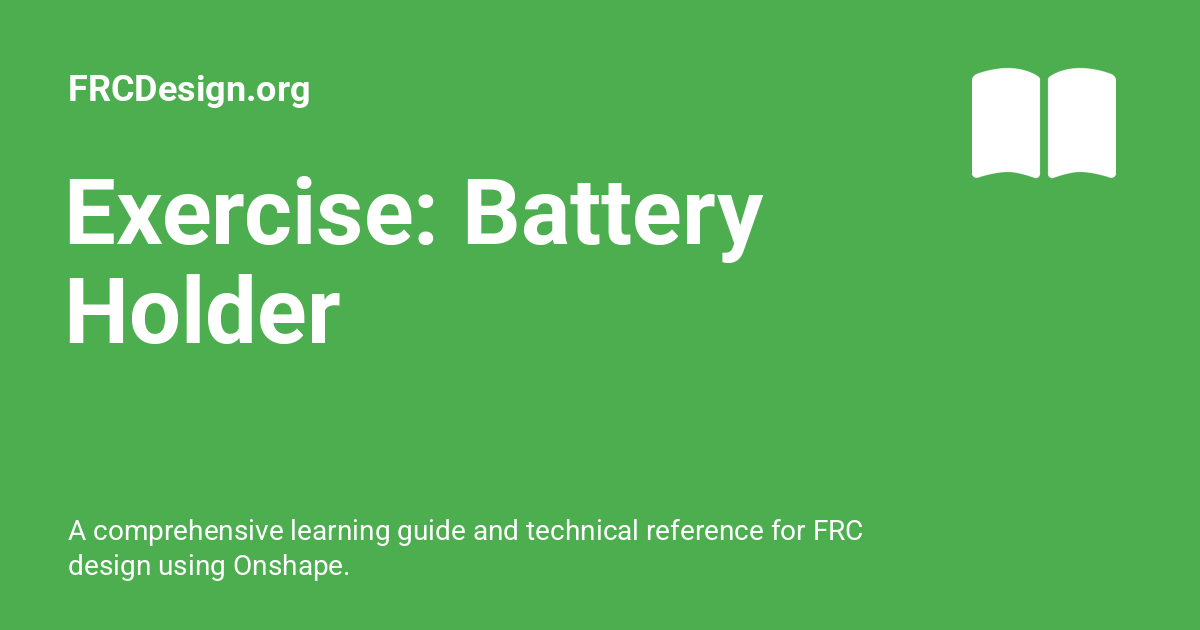 FRCDesign.org
Exercise: Battery
Holder
A comprehensive learning guide and technical reference for FRC
design using Onshape.